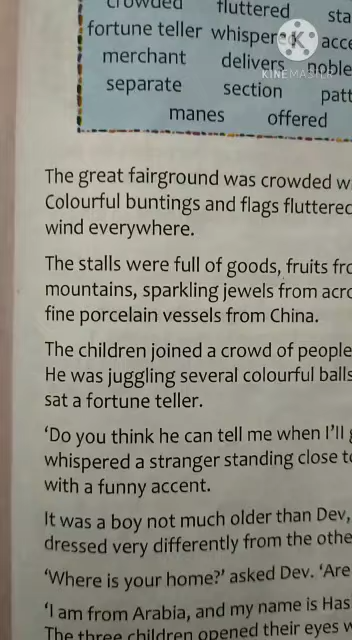 crowded fluttered
fortune teller whispered
merchant delivers noble
separate section
manes offered
KINEMASTER
The great fairground was crowded
Colourful buntings and flags fluttered
wind everywhere.
The stalls were full of goods, fruits
mountains, sparkling jewels from
fine porcelain vessels from China.
The children joined a crowd of people
He was juggling several colourful balls
sat a fortune teller.
‘Do you think he can tell me when I’ll
whispered a stranger standing close
with a funny accent.
It was a boy not much older than Dev,
dressed very differently from the
‘Where is your home?’ asked Dev. ‘Are
‘I am from Arabia, and my name is
The three children opened their eyes